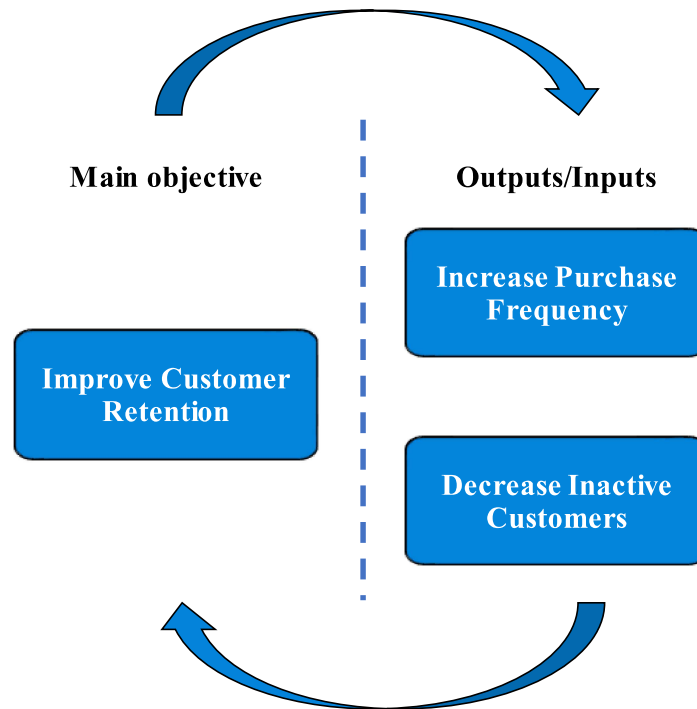 Main objective
Outputs/Inputs
Increase Purchase
Frequency
Improve Customer
Retention
Decrease Inactive
Customers